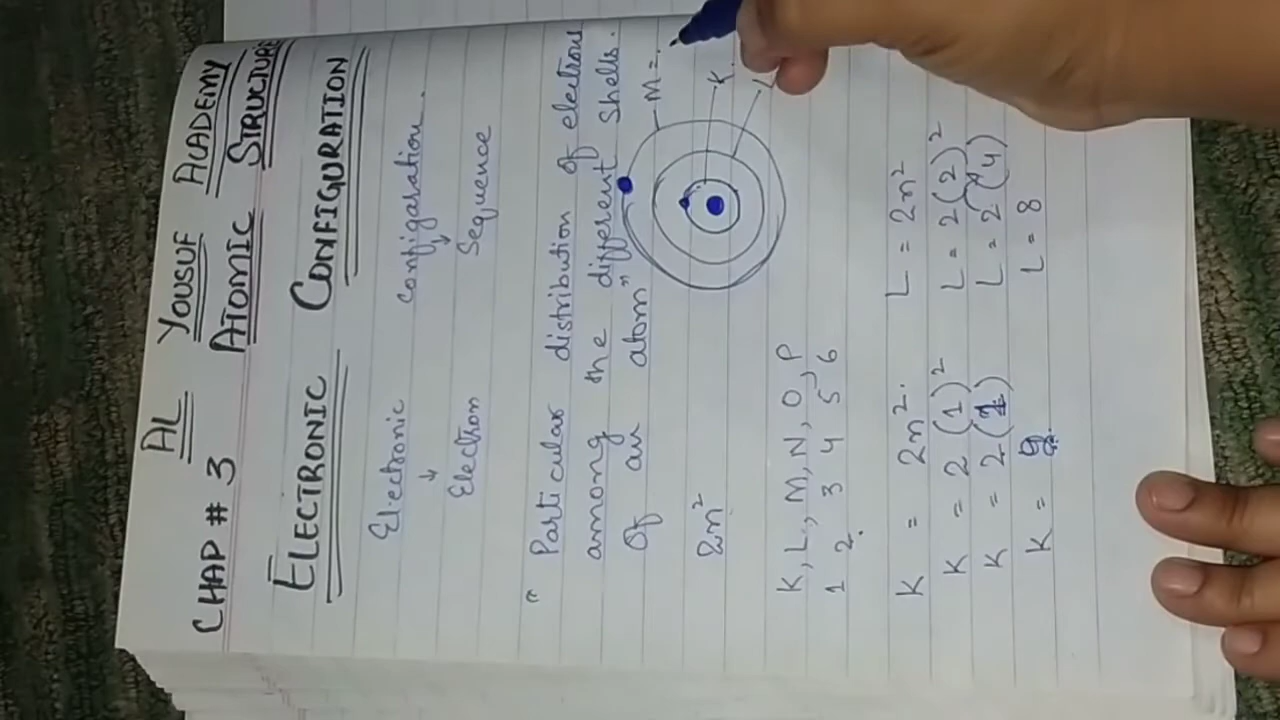 AL YOUSUF ACADEMY
CHAP # 3 ATOMIC STRUCTURE
ELECTRONIC CONFIGURATION
Electronic configaration.
↓ ↓
Electron Sequence
" Particular distribution of electrons
among the different shells.
Of an atom"
M =.
K.
L
2n²
K, L, M, N, O, P
1 2 3 4 5 6
K = 2n². L = 2n²
K = 2 (1)² L = 2(2)²
K = 2(1) L = 2(4)
K = L = 8